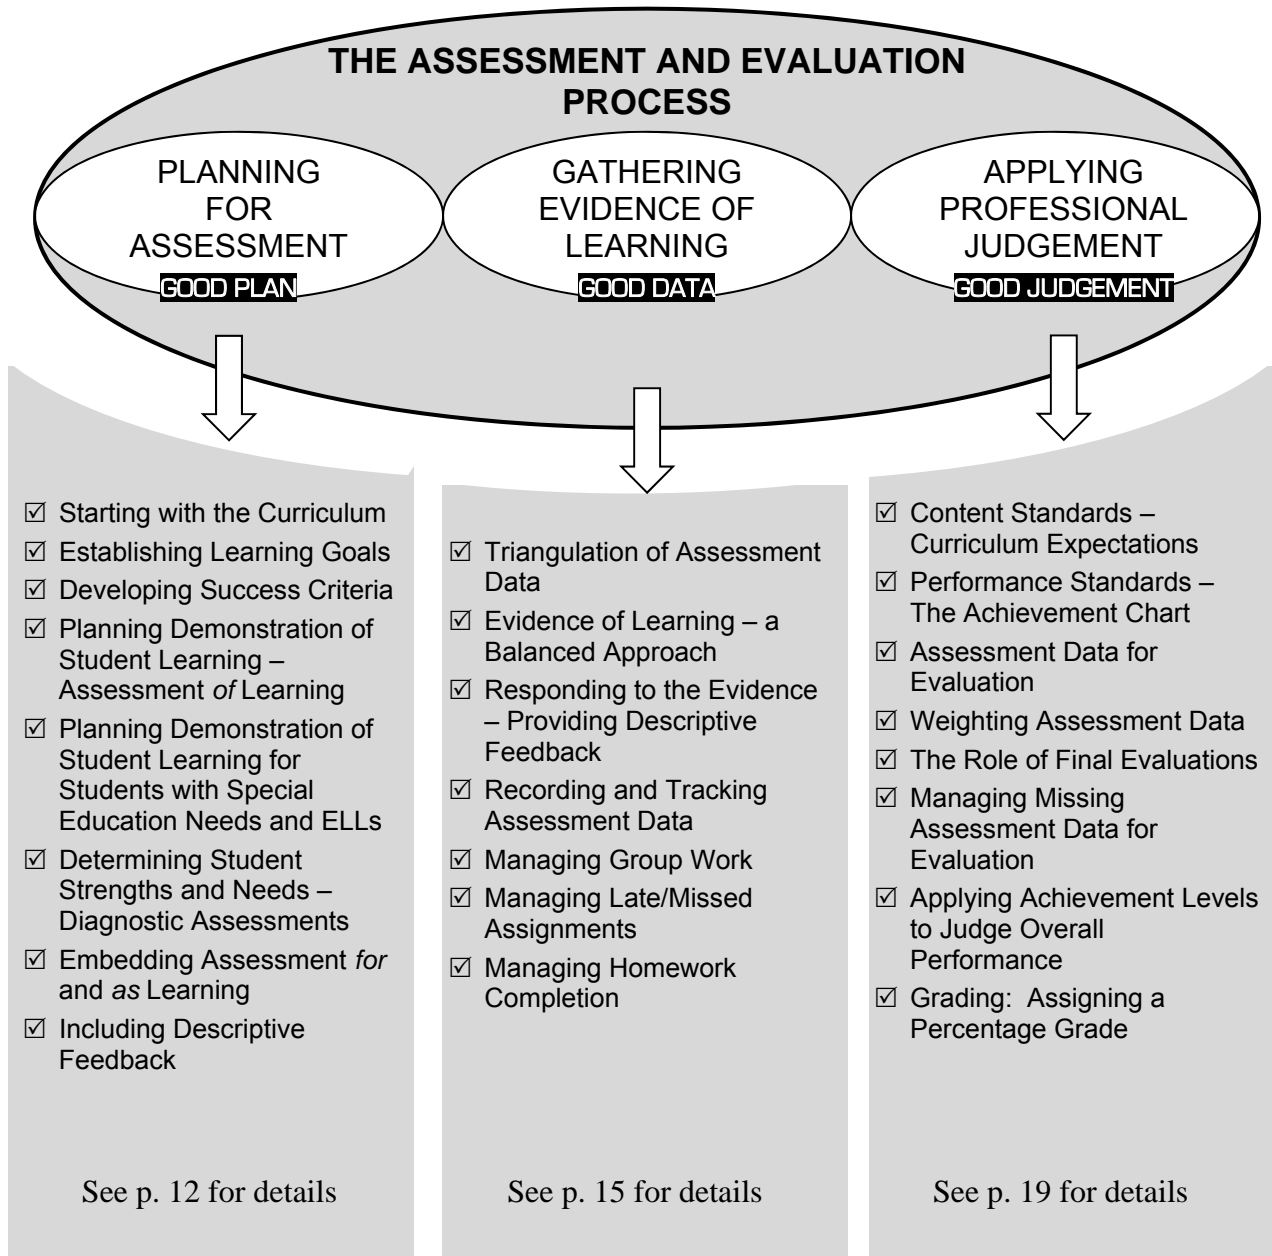 THE ASSESSMENT AND EVALUATION
PROCESS
PLANNING
FOR
ASSESSMENT
GOOD PLAN
GATHERING
EVIDENCE OF
LEARNING
GOOD DATA
APPLYING
PROFESSIONAL
JUDGEMENT
GOOD JUDGEMENT
☑ Starting with the Curriculum
☑ Establishing Learning Goals
☑ Developing Success Criteria
☑ Planning Demonstration of
Student Learning –
Assessment of Learning
☑ Planning Demonstration of
Student Learning for
Students with Special
Education Needs and ELLs
☑ Determining Student
Strengths and Needs –
Diagnostic Assessments
☑ Embedding Assessment for
and as Learning
☑ Including Descriptive
Feedback
See p. 12 for details
☑ Triangulation of Assessment
Data
☑ Evidence of Learning – a
Balanced Approach
☑ Responding to the Evidence
– Providing Descriptive
Feedback
☑ Recording and Tracking
Assessment Data
☑ Managing Group Work
☑ Managing Late/Missed
Assignments
☑ Managing Homework
Completion
See p. 15 for details
☑ Content Standards –
Curriculum Expectations
☑ Performance Standards –
The Achievement Chart
☑ Assessment Data for
Evaluation
☑ Weighting Assessment Data
☑ The Role of Final Evaluations
☑ Managing Missing
Assessment Data for
Evaluation
☑ Applying Achievement Levels
to Judge Overall
Performance
☑ Grading:  Assigning a
Percentage Grade
See p. 19 for details